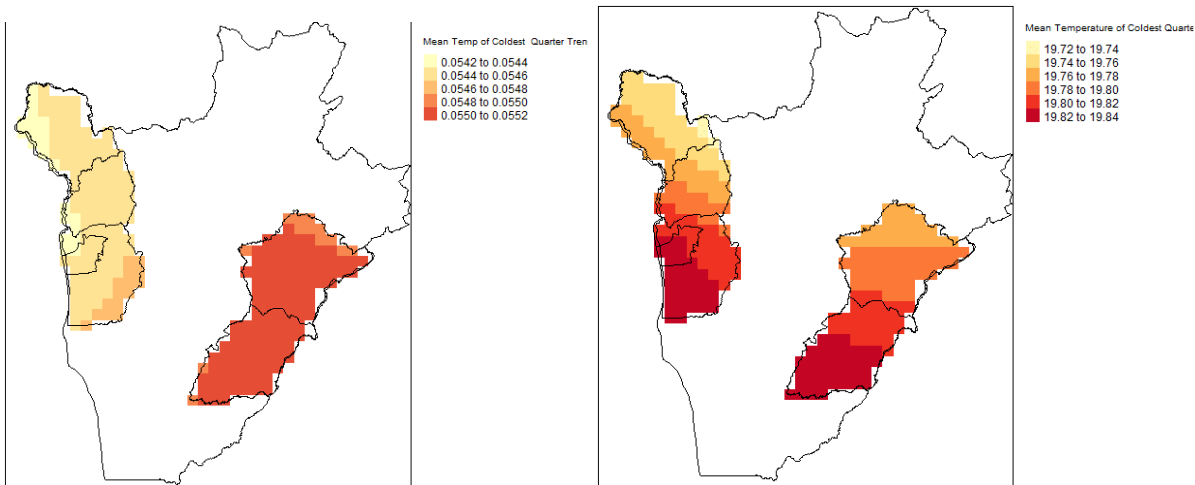 Mean Temp of Coldest Quarter Tren
0.0542 to 0.0544
0.0544 to 0.0546
0.0546 to 0.0548
0.0548 to 0.0550
0.0550 to 0.0552
Mean Temperature of Coldest Quarte
19.72 to 19.74
19.74 to 19.76
19.76 to 19.78
19.78 to 19.80
19.80 to 19.82
19.82 to 19.84